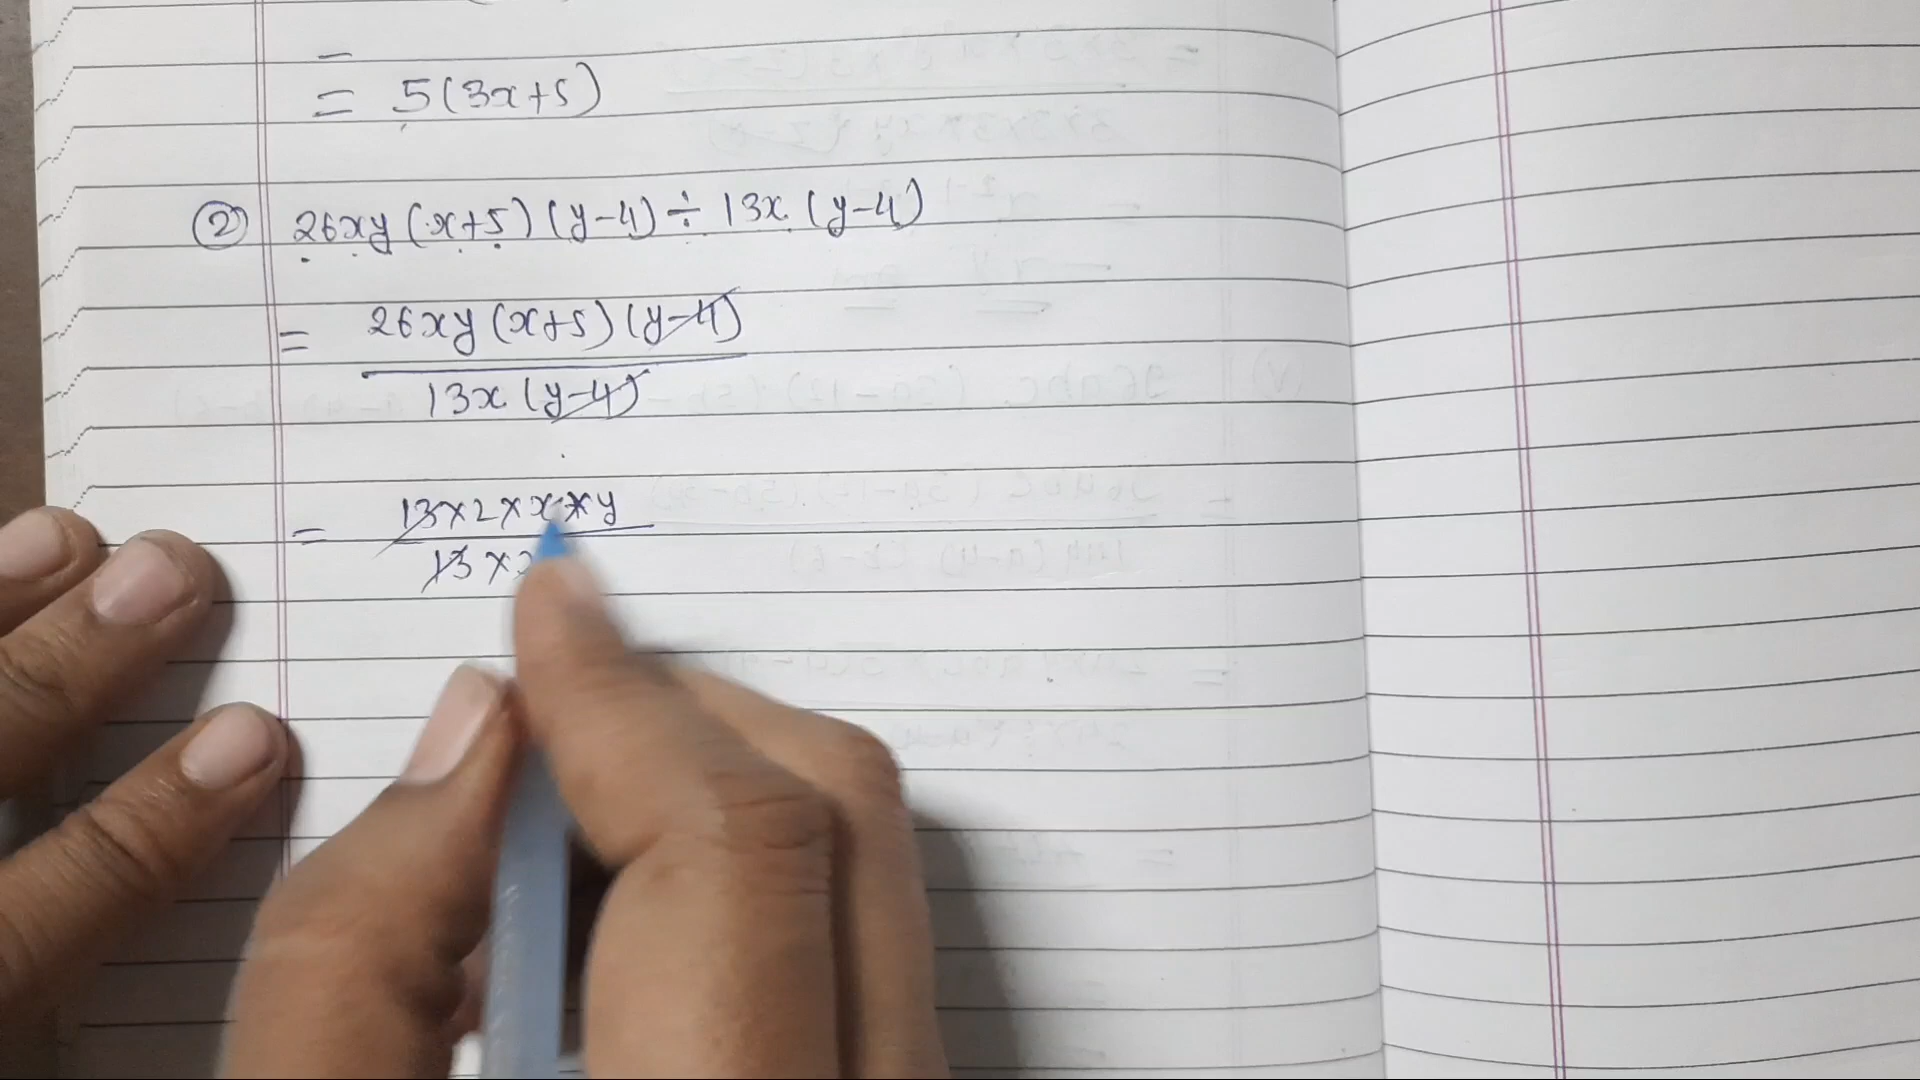 = 5(3x+5)
② 26xy (x+5) (y-4) ÷ 13x (y-4)
= 26xy (x+5) (y-4)
13x (y-4)
= 13×2×x×y
13×